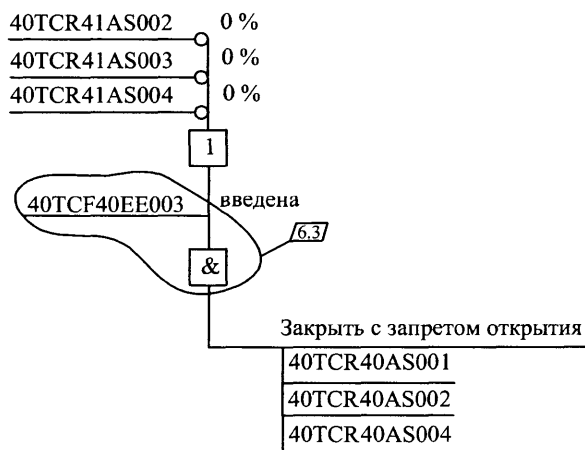 40TCR41AS002 0 %
40TCR41AS003 0 %
40TCR41AS004 0 %
1
40TCF40EE003 введена
6.3
&
Закрыть с запретом открытия
40TCR40AS001
40TCR40AS002
40TCR40AS004